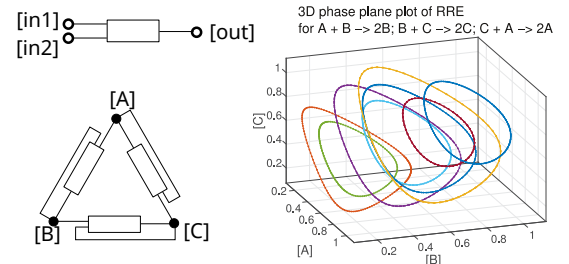 [in1]
[in2]
[out]
[A]
[B]
[C]
3D phase plane plot of RRE
for A + B -> 2B; B + C -> 2C; C + A -> 2A
[C]
1
0.8
0.6
0.4
0.2
0.2
0.4
0.6
0.8
1
[A]
0.2
0.4
0.6
0.8
1
[B]